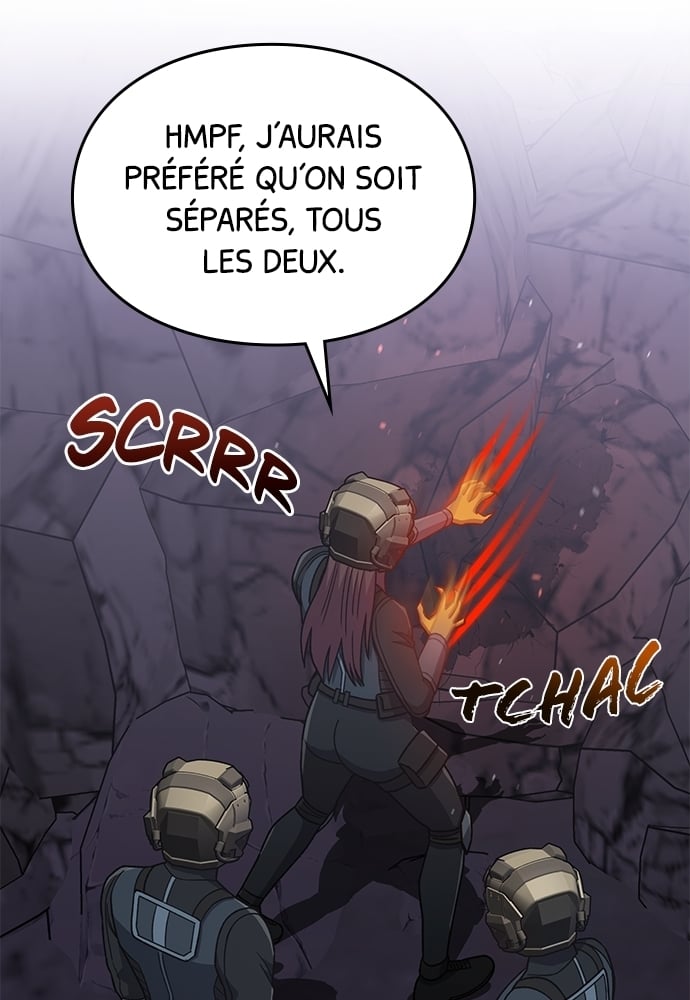 HMPF, J'AURAIS
PRÉFÉRÉ QU'ON SOIT
SÉPARÉS, TOUS
LES DEUX.
SCRRR
TCHAC